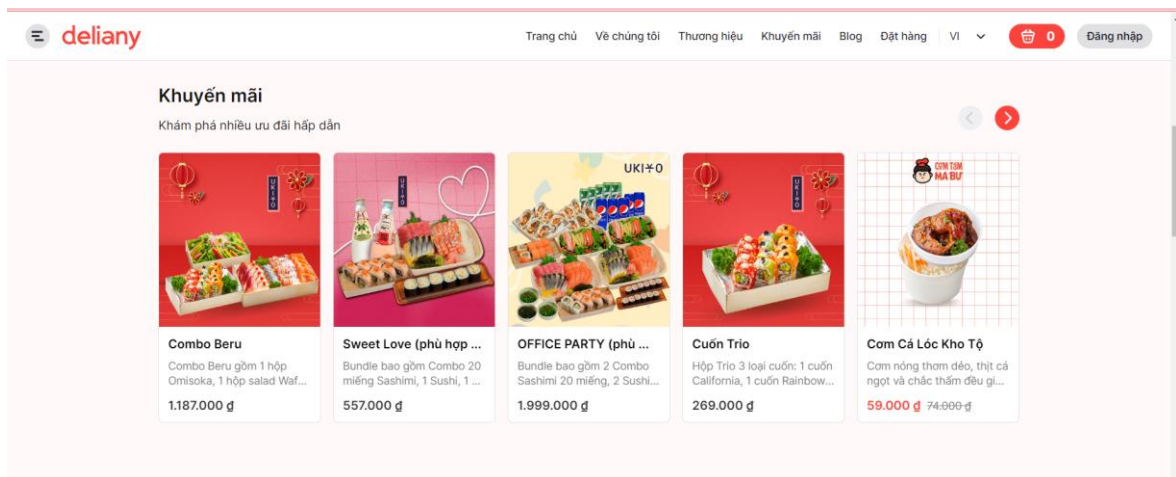 deliany
Trang chủ Về chúng tôi Thương hiệu Khuyến mãi Blog Đặt hàng VI 0 Đăng nhập
Khuyến mãi
Khám phá nhiều ưu đãi hấp dẫn
UKIYO
UKIYO
UKIYO
UKIYO
CƠM TẤM
MA BƯ
Combo Beru
Combo Beru gồm 1 hộp
Omisoka, 1 hộp salad Waf...
1.187.000 ₫
Sweet Love (phù hợp ...
Bundle bao gồm Combo 20
miếng Sashimi, 1 Sushi, 1 ...
557.000 ₫
OFFICE PARTY (phù ...
Bundle bao gồm 2 Combo
Sashimi 20 miếng, 2 Sushi...
1.999.000 ₫
Cuốn Trio
Hộp Trio 3 loại cuốn: 1 cuốn
California, 1 cuốn Rainbow...
269.000 ₫
Cơm Cá Lóc Kho Tộ
Cơm nóng thơm dẻo, thịt cá
ngọt và chắc thấm đều gi...
59.000 ₫ 74.000 ₫